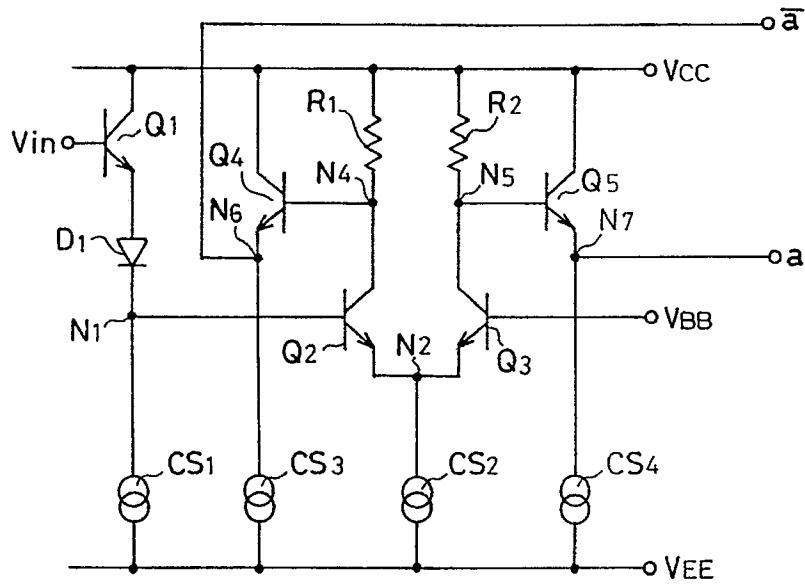 a̅
VCC
R1
R2
Vin
Q1
Q4
N4
N5
Q5
N6
N7
D1
a
N1
VBB
Q2
N2
Q3
CS1
CS3
CS2
CS4
VEE